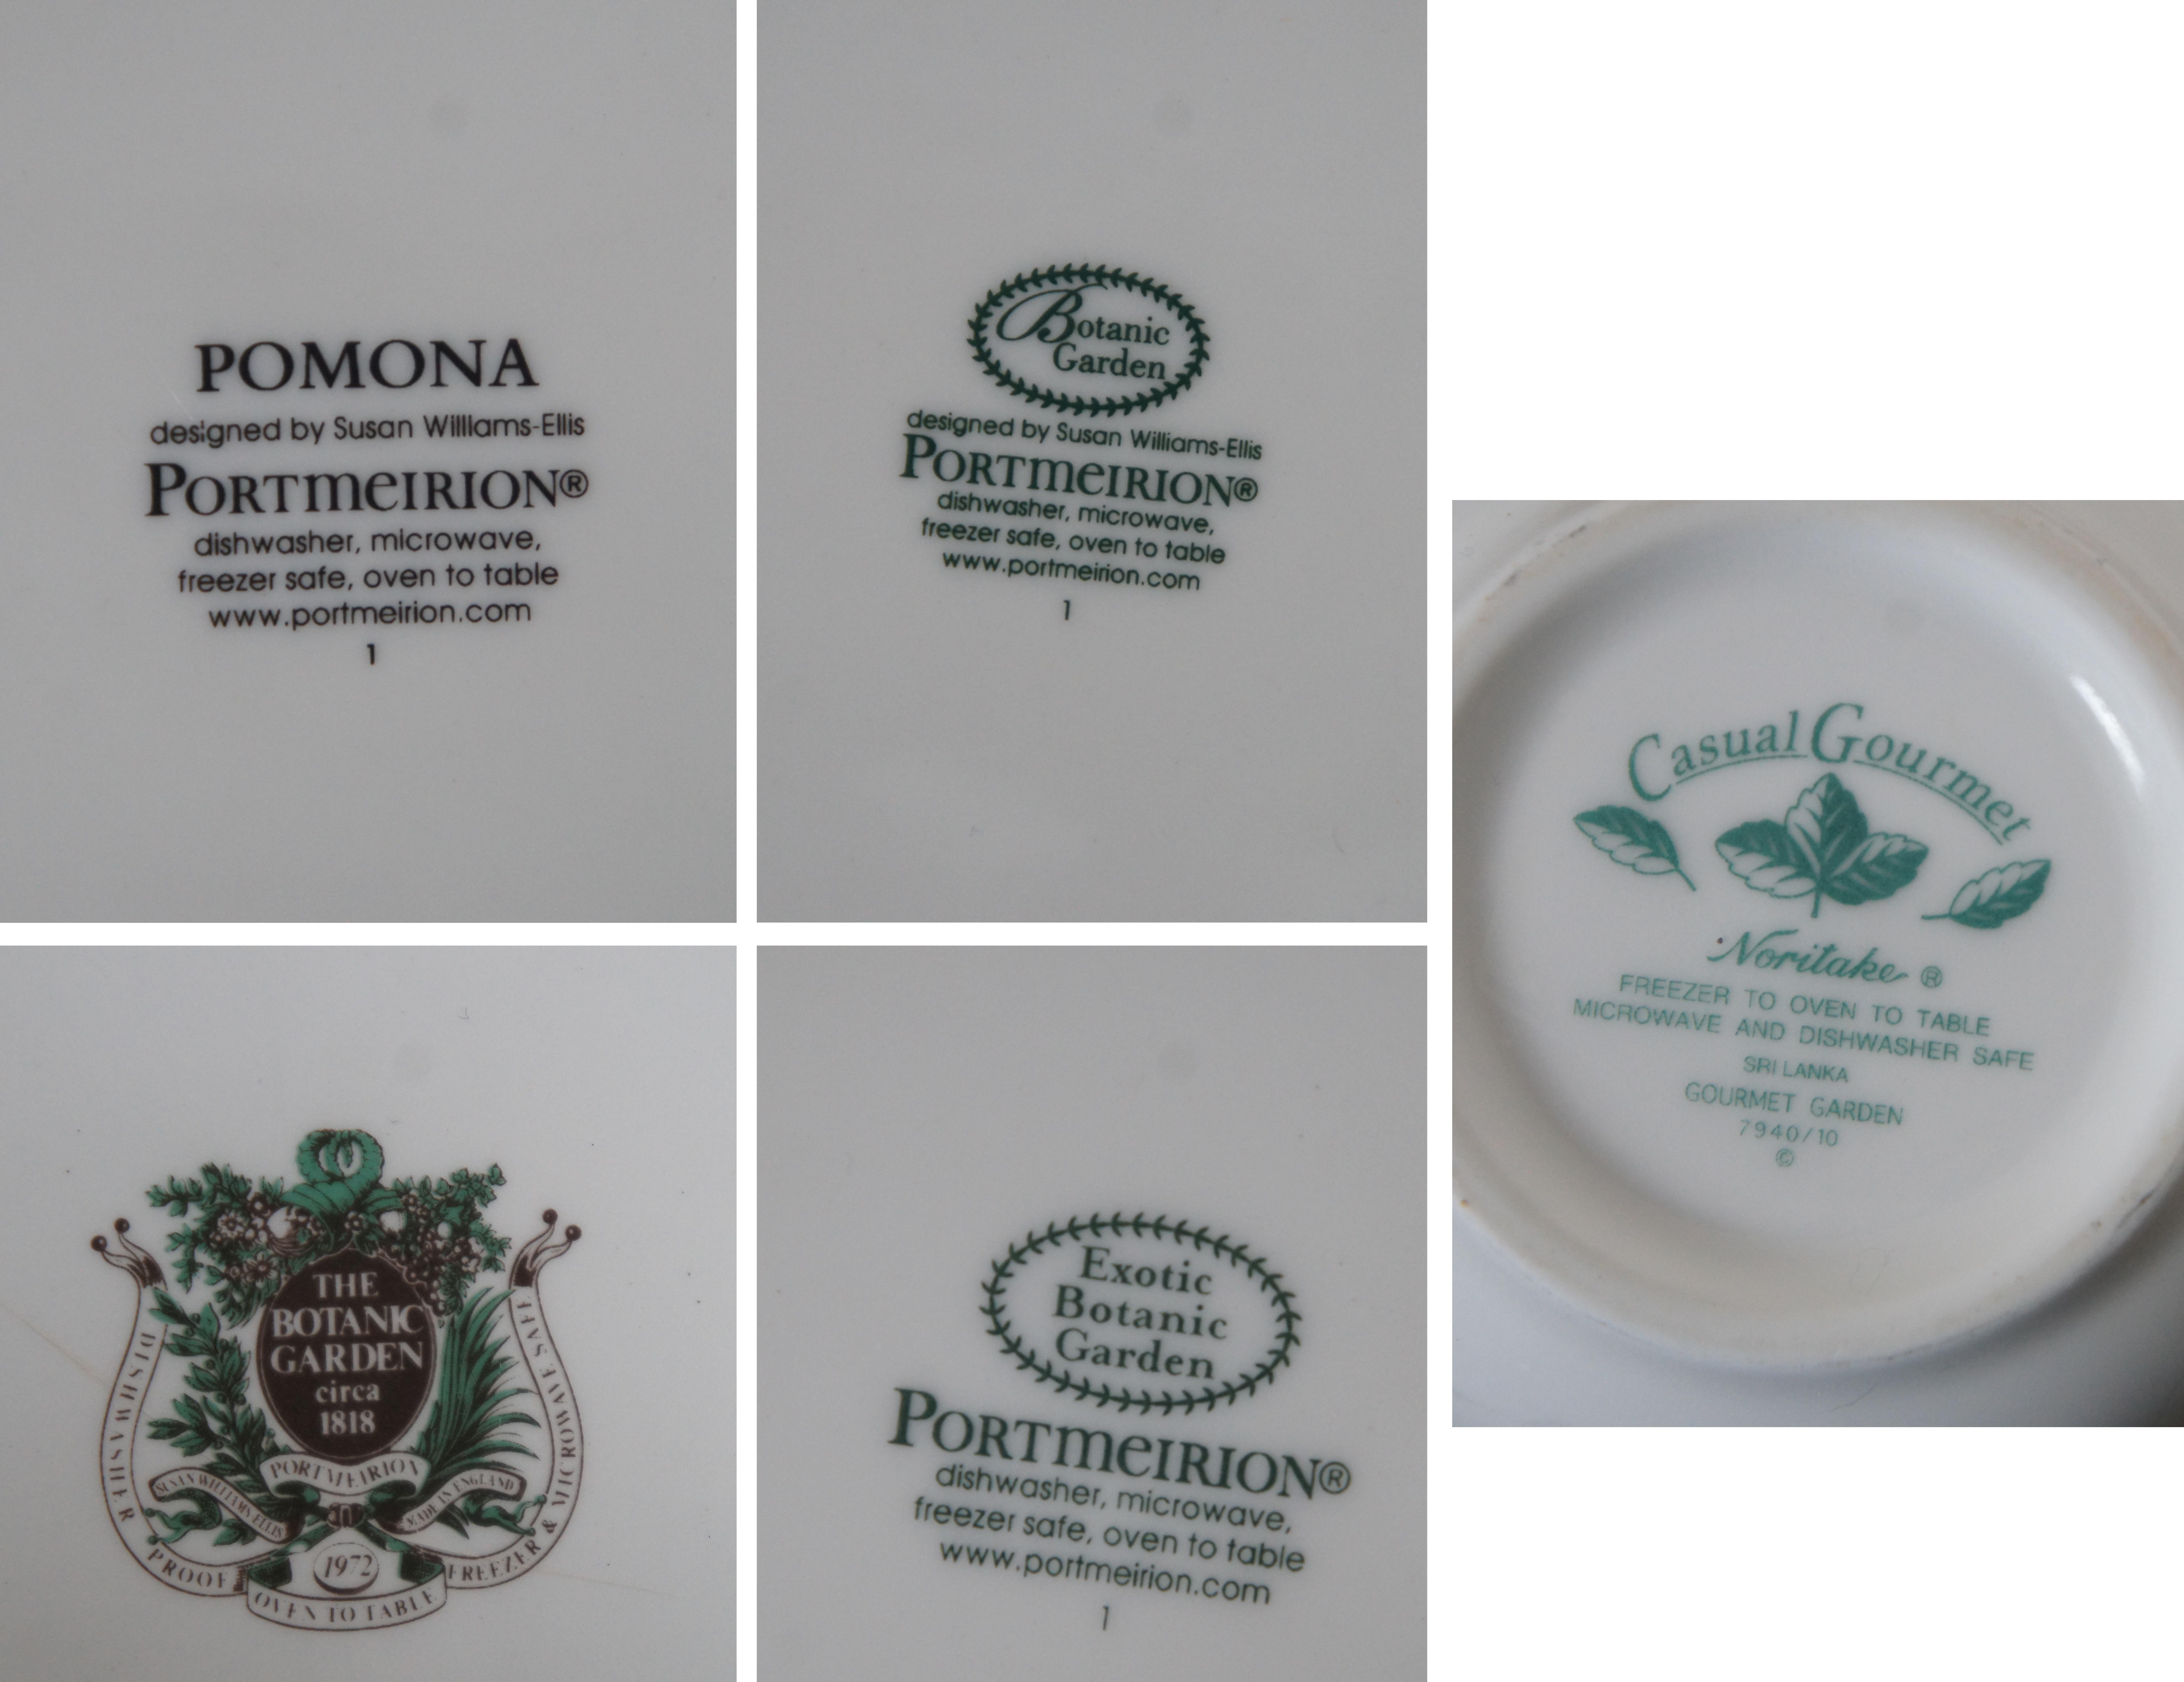 POMONA
designed by Susan Williams-Ellis
PORTMEIRION®
dishwasher, microwave,
freezer safe, oven to table
www.portmeirion.com
1
Botanic
Garden
designed by Susan Williams-Ellis
PORTMEIRION®
dishwasher, microwave,
freezer safe, oven to table
www.portmeirion.com
1
THE
BOTANIC
GARDEN
circa
1818
PORTMEIRION
SUSAN WILLIAMS-ELLIS
MADE IN ENGLAND
1972
DISHWASHER PROOF
OVEN TO TABLE
FREEZER & MICROWAVE SAFE
Exotic
Botanic
Garden
PORTMEIRION®
dishwasher, microwave,
freezer safe, oven to table
www.portmeirion.com
1
Casual Gourmet
Noritake ®
FREEZER TO OVEN TO TABLE
MICROWAVE AND DISHWASHER SAFE
SRI LANKA
GOURMET GARDEN
7940/10
©